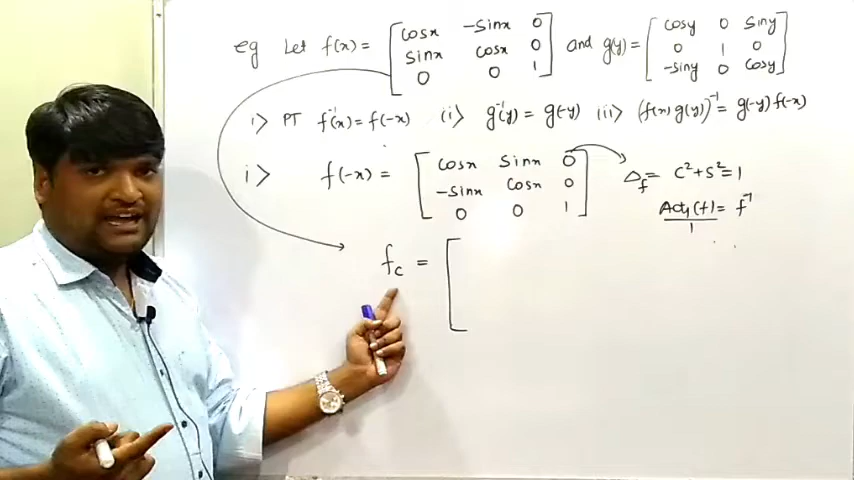 eg Let f(x) = [ cosx -sinx 0 and g(y) = [ cosy 0 siny
sinx cosx 0 0 1 0
0 0 1 ] -siny 0 cosy ]
i> PT f⁻¹(x) = f(-x) (i> g⁻¹(y) = g(-y) iii> (f(x) g(y))⁻¹ = g(-y) f(-x)
i> f(-x) = [ cosx sinx 0 Δf = c²+s² = 1
-sinx cosx 0 Adj(f) = f⁻¹
0 0 1 ] 1
fc = [